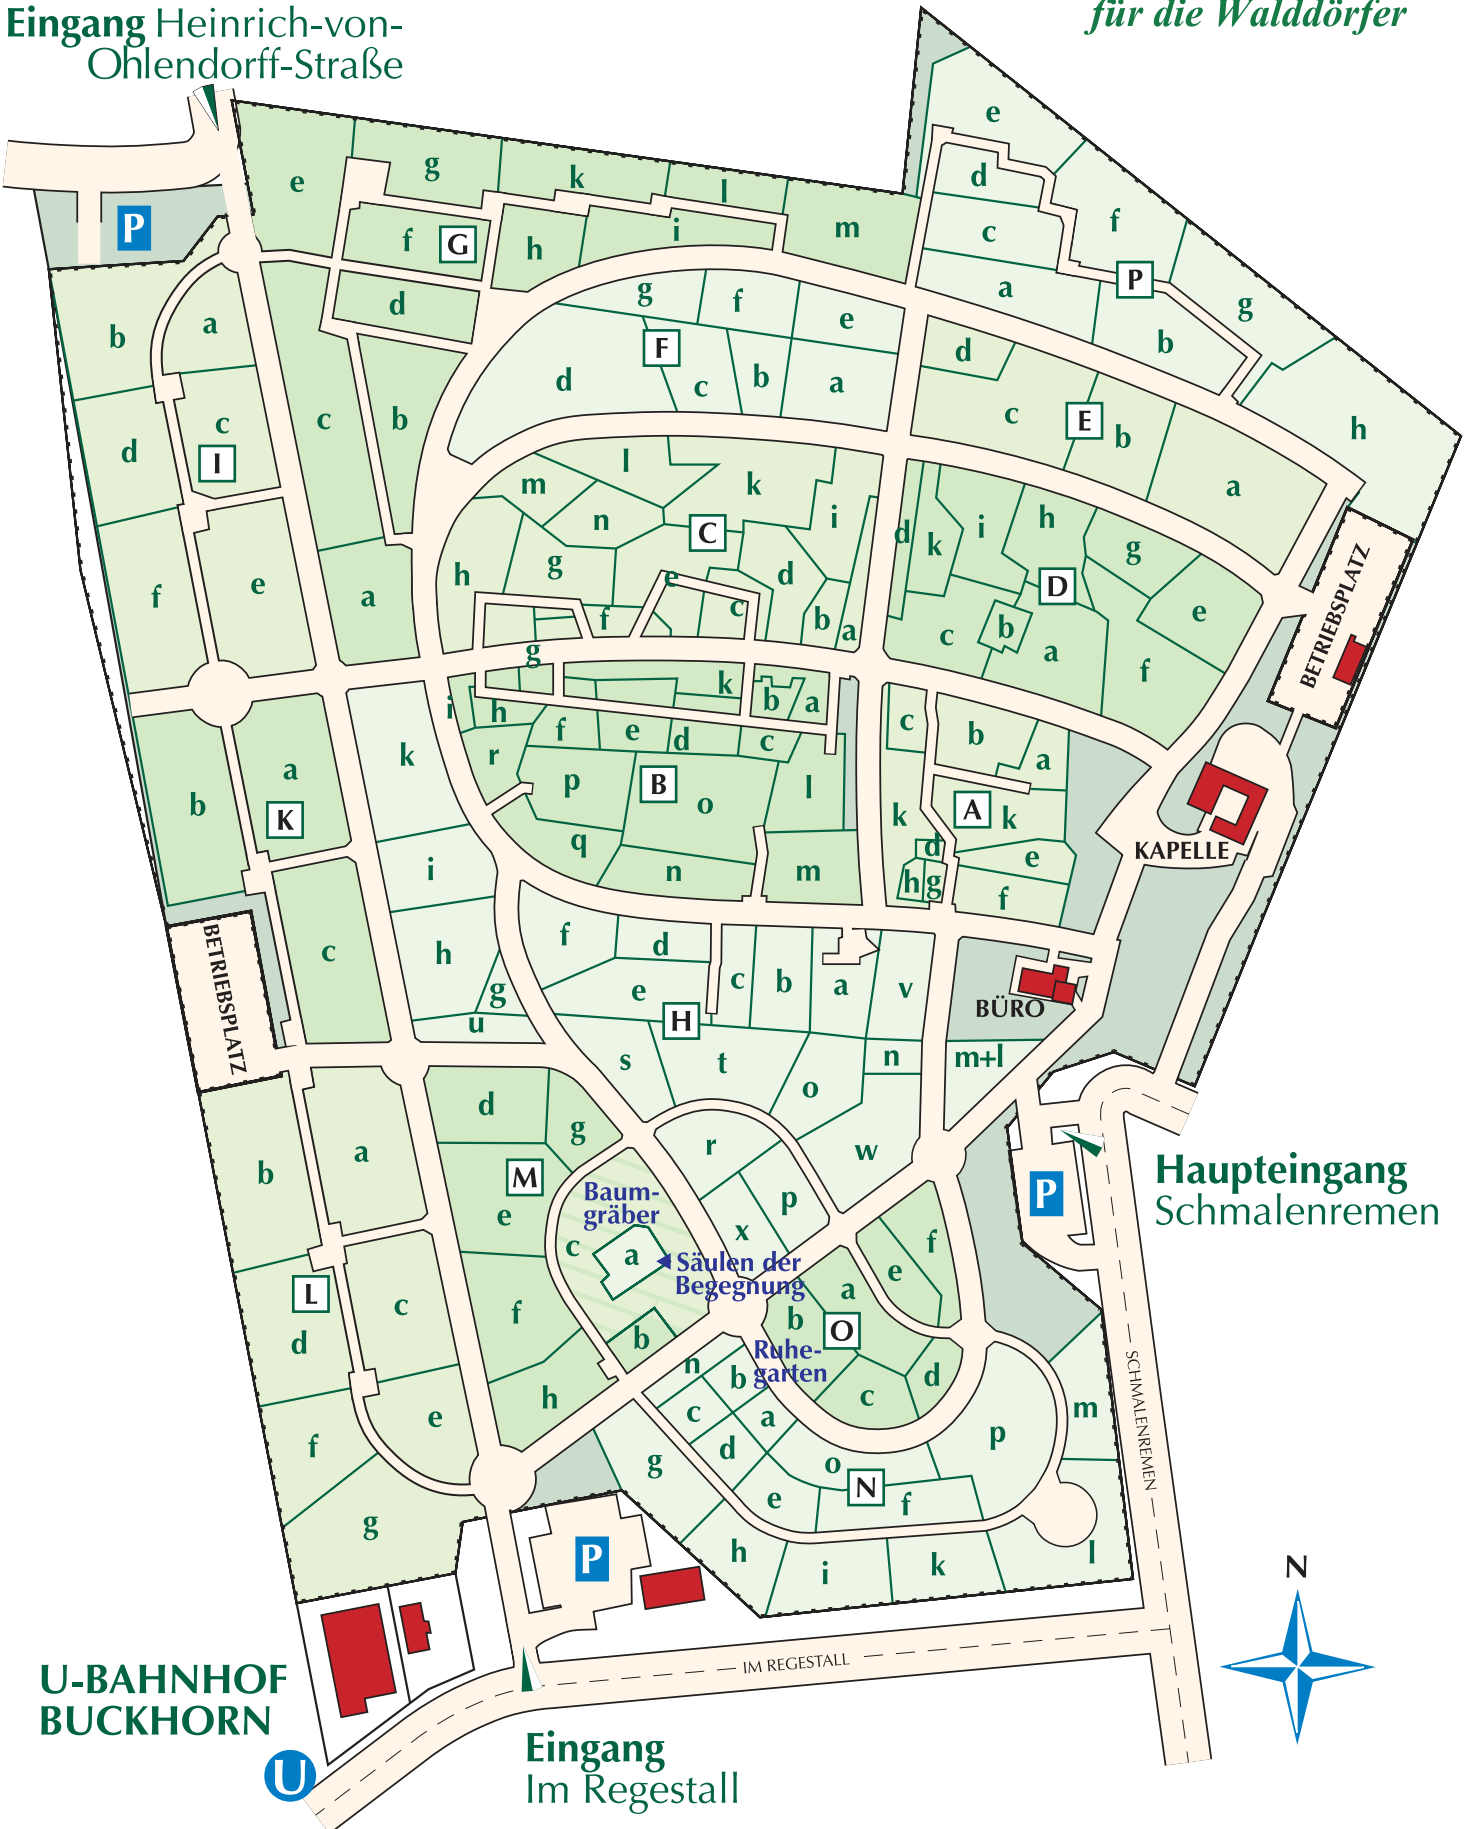 für die Walddörfer
Eingang Heinrich-von-
Ohlendorff-Straße
e
g
k
l
m
e
d
f
c
P
P
f
G
h
i
a
g
b
h
d
g
f
e
F
d
c
b
a
d
c
E
b
a
b
a
c
b
d
c
I
f
e
a
l
m
k
n
i
C
h
g
e
d
f
c
b
a
d
k
i
h
g
D
e
c
b
a
f
BETRIEBSPLATZ
g
i
h
k
b
a
f
e
d
c
r
p
B
o
l
q
n
m
c
b
a
k
A
k
d
e
h
g
f
KAPELLE
k
a
b
K
i
c
h
g
u
BETRIEBSPLATZ
f
d
e
c
b
a
v
H
BÜRO
s
t
n
m+l
o
r
w
p
x
d
g
M
e
c
Baum-
gräber
a
Säulen der
Begegnung
f
b
h
a
b
L
c
d
e
f
g
P
Haupteingang
Schmalenremen
f
e
a
b
O
Ruhe-
garten
d
c
n
b
c
a
d
g
o
N
p
m
e
f
h
i
k
l
SCHMALENREMEN
P
IM REGESTALL
N
U-BAHNHOF
BUCKHORN
U
Eingang
Im Regestall